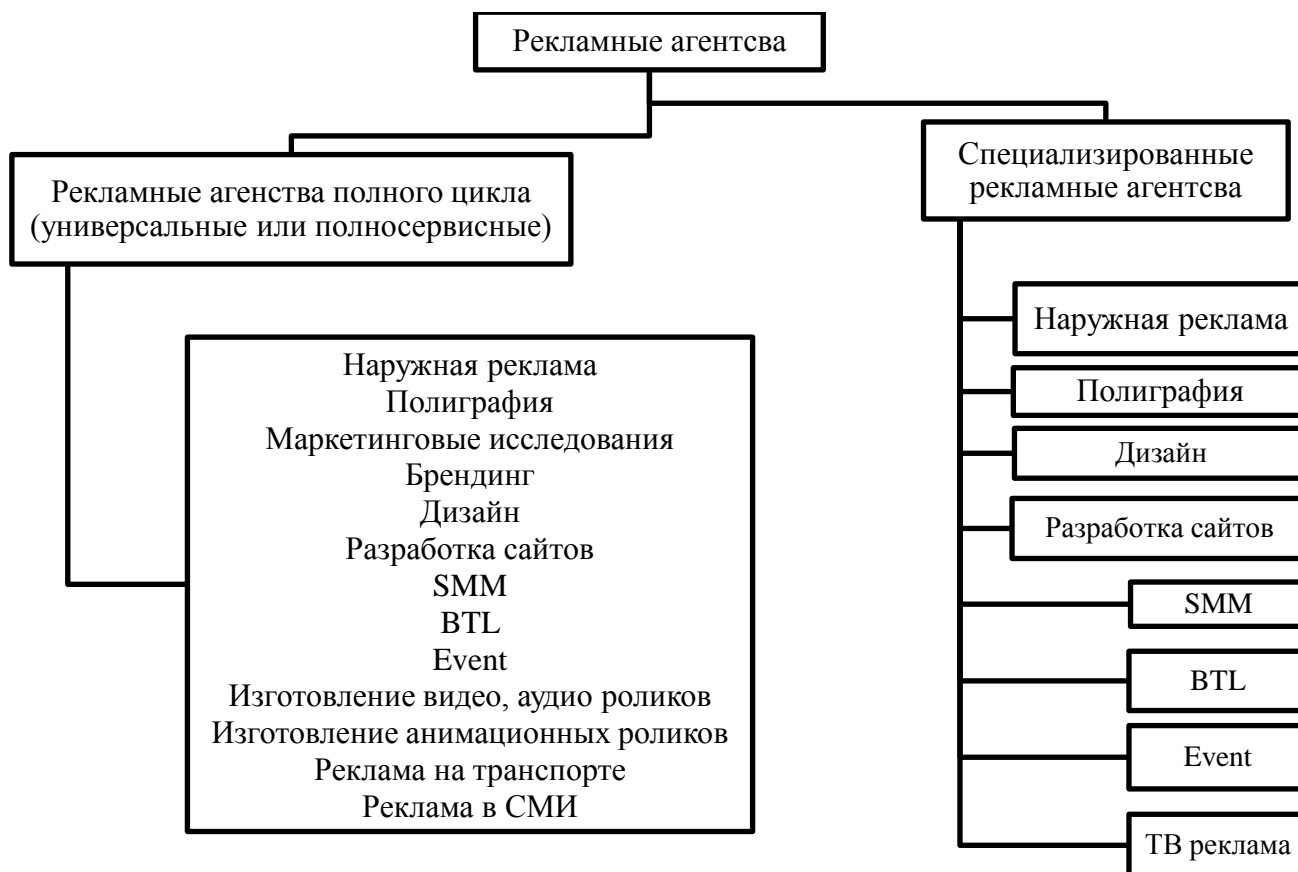 Рекламные агентсва
Рекламные агенства полного цикла
(универсальные или полносервисные)
Наружная реклама
Полиграфия
Маркетинговые исследования
Брендинг
Дизайн
Разработка сайтов
SMM
BTL
Event
Изготовление видео, аудио роликов
Изготовление анимационных роликов
Реклама на транспорте
Реклама в СМИ
Специализированные
рекламные агентсва
Наружная реклама
Полиграфия
Дизайн
Разработка сайтов
SMM
BTL
Event
ТВ реклама